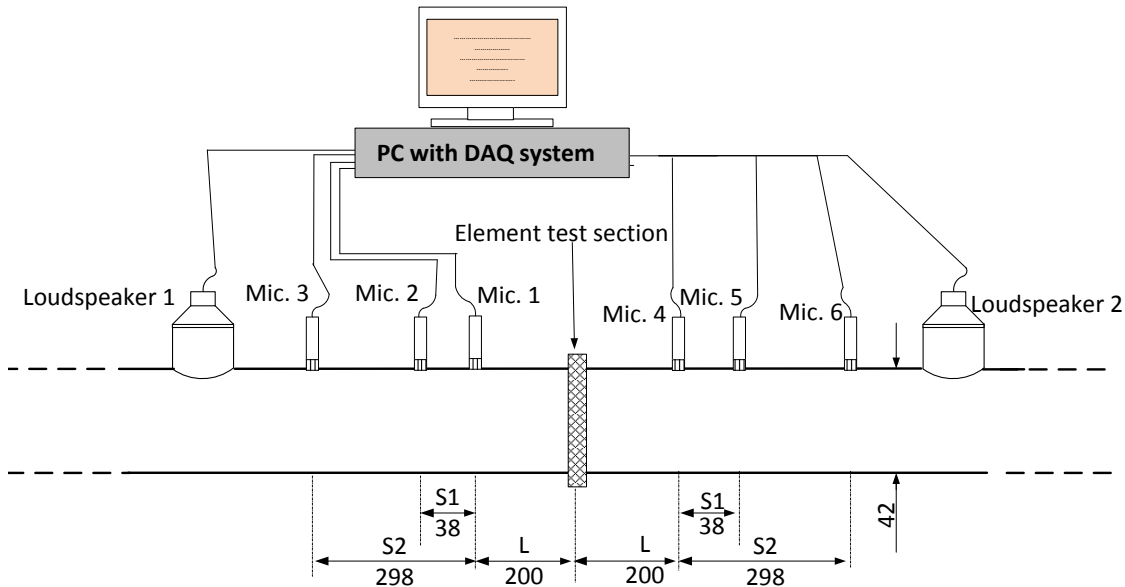 PC with DAQ system
Element test section
Loudspeaker 1
Mic. 3
Mic. 2
Mic. 1
Mic. 4
Mic. 5
Mic. 6
Loudspeaker 2
S1
38
S2
298
L
200
L
200
S1
38
S2
298
42